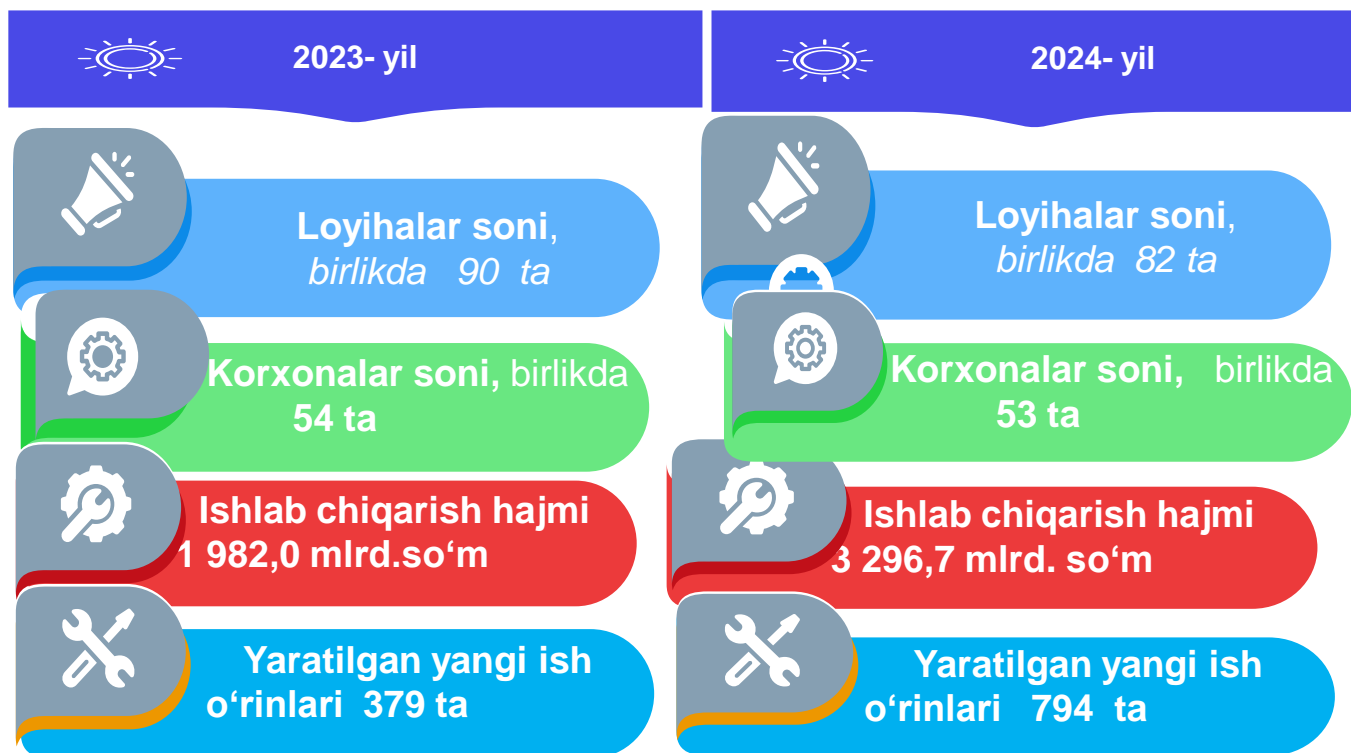 2023- yil
Loyihalar soni,
birlikda 90 ta
Korxonalar soni, birlikda
54 ta
Ishlab chiqarish hajmi
1 982,0 mlrd.so‘m
Yaratilgan yangi ish
o‘rinlari 379 ta
2024- yil
Loyihalar soni,
birlikda 82 ta
Korxonalar soni, birlikda
53 ta
Ishlab chiqarish hajmi
3 296,7 mlrd. so‘m
Yaratilgan yangi ish
o‘rinlari 794 ta